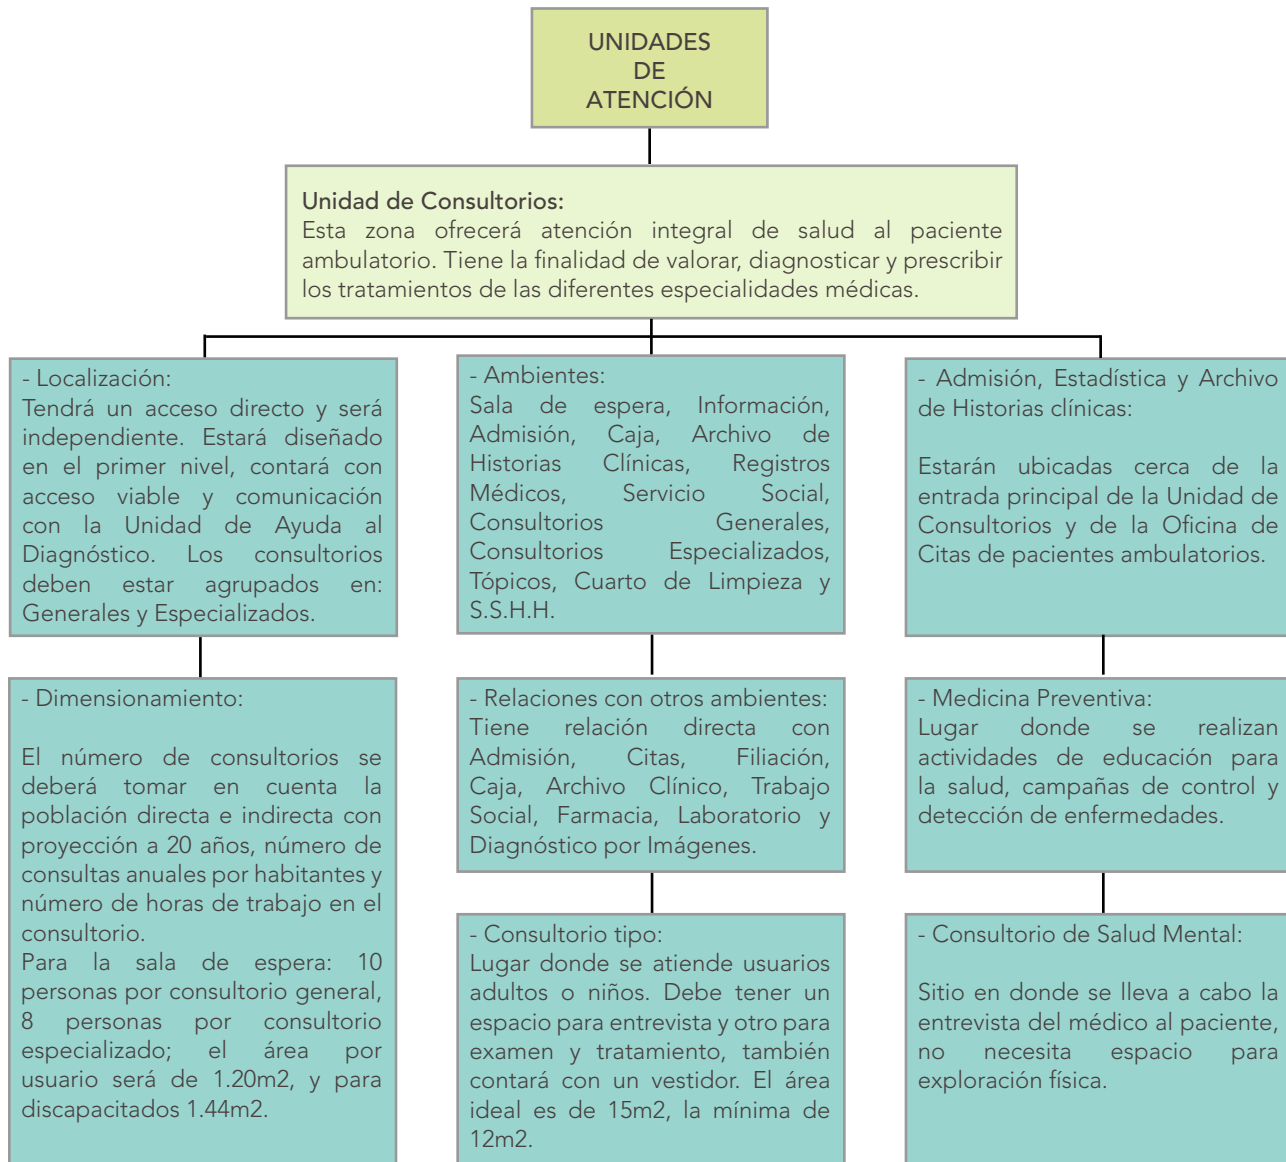 UNIDADES
DE
ATENCIÓN
Unidad de Consultorios:
Esta zona ofrecerá atención integral de salud al paciente
ambulatorio. Tiene la finalidad de valorar, diagnosticar y prescribir
los tratamientos de las diferentes especialidades médicas.
- Localización:
Tendrá un acceso directo y será
independiente. Estará diseñado
en el primer nivel, contará con
acceso viable y comunicación
con la Unidad de Ayuda al
Diagnóstico. Los consultorios
deben estar agrupados en:
Generales y Especializados.
- Dimensionamiento:
El número de consultorios se
deberá tomar en cuenta la
población directa e indirecta con
proyección a 20 años, número de
consultas anuales por habitantes y
número de horas de trabajo en el
consultorio.
Para la sala de espera: 10
personas por consultorio general,
8 personas por consultorio
especializado; el área por
usuario será de 1.20m2, y para
discapacitados 1.44m2.
- Ambientes:
Sala de espera, Información,
Admisión, Caja, Archivo de
Historias Clínicas, Registros
Médicos, Servicio Social,
Consultorios Generales,
Consultorios Especializados,
Tópicos, Cuarto de Limpieza y
S.S.H.H.
- Relaciones con otros ambientes:
Tiene relación directa con
Admisión, Citas, Filiación,
Caja, Archivo Clínico, Trabajo
Social, Farmacia, Laboratorio y
Diagnóstico por Imágenes.
- Consultorio tipo:
Lugar donde se atiende usuarios
adultos o niños. Debe tener un
espacio para entrevista y otro para
examen y tratamiento, también
contará con un vestidor. El área
ideal es de 15m2, la mínima de
12m2.
- Admisión, Estadística y Archivo
de Historias clínicas:
Estarán ubicadas cerca de la
entrada principal de la Unidad de
Consultorios y de la Oficina de
Citas de pacientes ambulatorios.
- Medicina Preventiva:
Lugar donde se realizan
actividades de educación para
la salud, campañas de control y
detección de enfermedades.
- Consultorio de Salud Mental:
Sitio en donde se lleva a cabo la
entrevista del médico al paciente,
no necesita espacio para
exploración física.